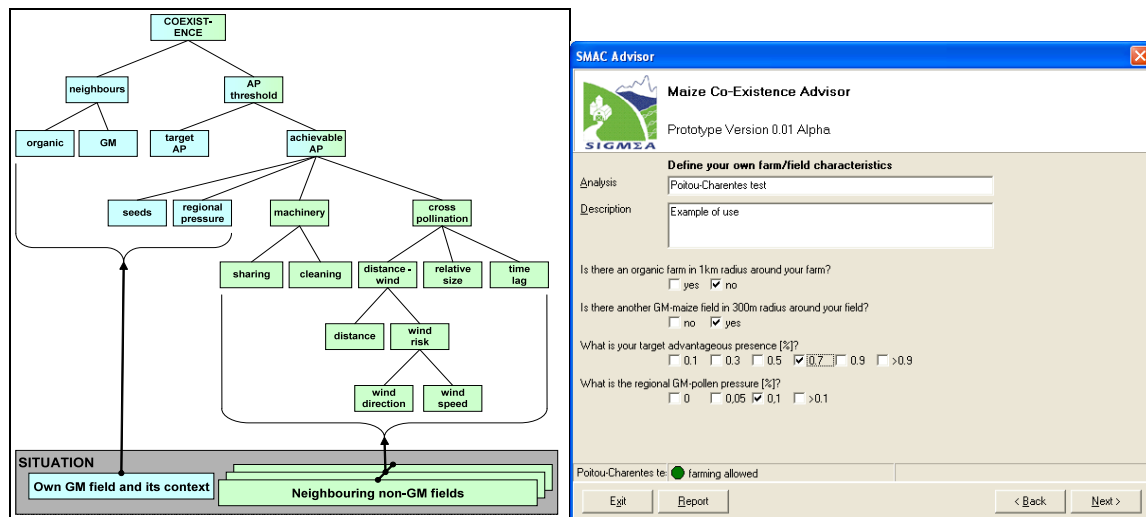 COEXIST-
ENCE
neighbours
AP
threshold
organic
GM
target
AP
achievable
AP
seeds
regional
pressure
machinery
cross
pollination
sharing
cleaning
distance -
wind
relative
size
time
lag
distance
wind
risk
wind
direction
wind
speed
SITUATION
Own GM field and its context
Neighbouring non-GM fields
SMAC Advisor
SIGMEA
Maize Co-Existence Advisor
Prototype Version 0.01 Alpha
Define your own farm/field characteristics
Analysis
Poitou-Charentes test
Description
Example of use
Is there an organic farm in 1km radius around your farm?
yes no
Is there another GM-maize field in 300m radius around your field?
no yes
What is your target advantageous presence [%]?
0.1 0.3 0.5 0.7 0.9 >0.9
What is the regional GM-pollen pressure [%]?
0 0,05 0,1 >0.1
Poitou-Charentes te: farming allowed
Exit Report < Back Next >